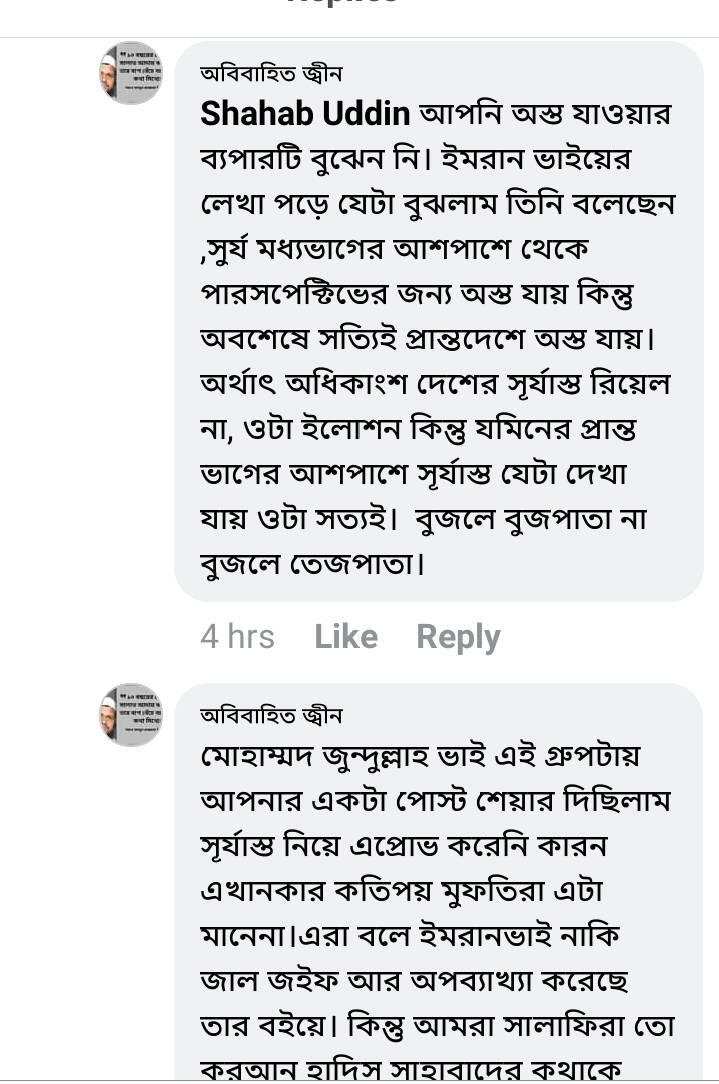 অবিবাহিত জ্বীন
Shahab Uddin আপনি অস্ত যাওয়ার
ব্যপারটি বুঝেন নি। ইমরান ভাইয়ের
লেখা পড়ে যেটা বুঝলাম তিনি বলেছেন
,সুর্য মধ্যভাগের আশপাশে থেকে
পারসপেক্টিভের জন্য অস্ত যায় কিন্তু
অবশেষে সত্যিই প্রান্তদেশে অস্ত যায়।
অর্থাৎ অধিকাংশ দেশের সূর্যাস্ত রিয়েল
না, ওটা ইলোশন কিন্তু যমিনের প্রান্ত
ভাগের আশপাশে সূর্যাস্ত যেটা দেখা
যায় ওটা সত্যই। বুজলে বুজপাতা না
বুজলে তেজপাতা।
4 hrs Like Reply
অবিবাহিত জ্বীন
মোহাম্মদ জুন্দুল্লাহ ভাই এই গ্রুপটায়
আপনার একটা পোস্ট শেয়ার দিছিলাম
সূর্যাস্ত নিয়ে এপ্রোভ করেনি কারন
এখানকার কতিপয় মুফতিরা এটা
মানেনা।এরা বলে ইমরানভাই নাকি
জাল জইফ আর অপব্যাখ্যা করেছে
তার বইয়ে। কিন্তু আমরা সালাফিরা তো
করআন হাদিস সাহাবাদের কথাকে